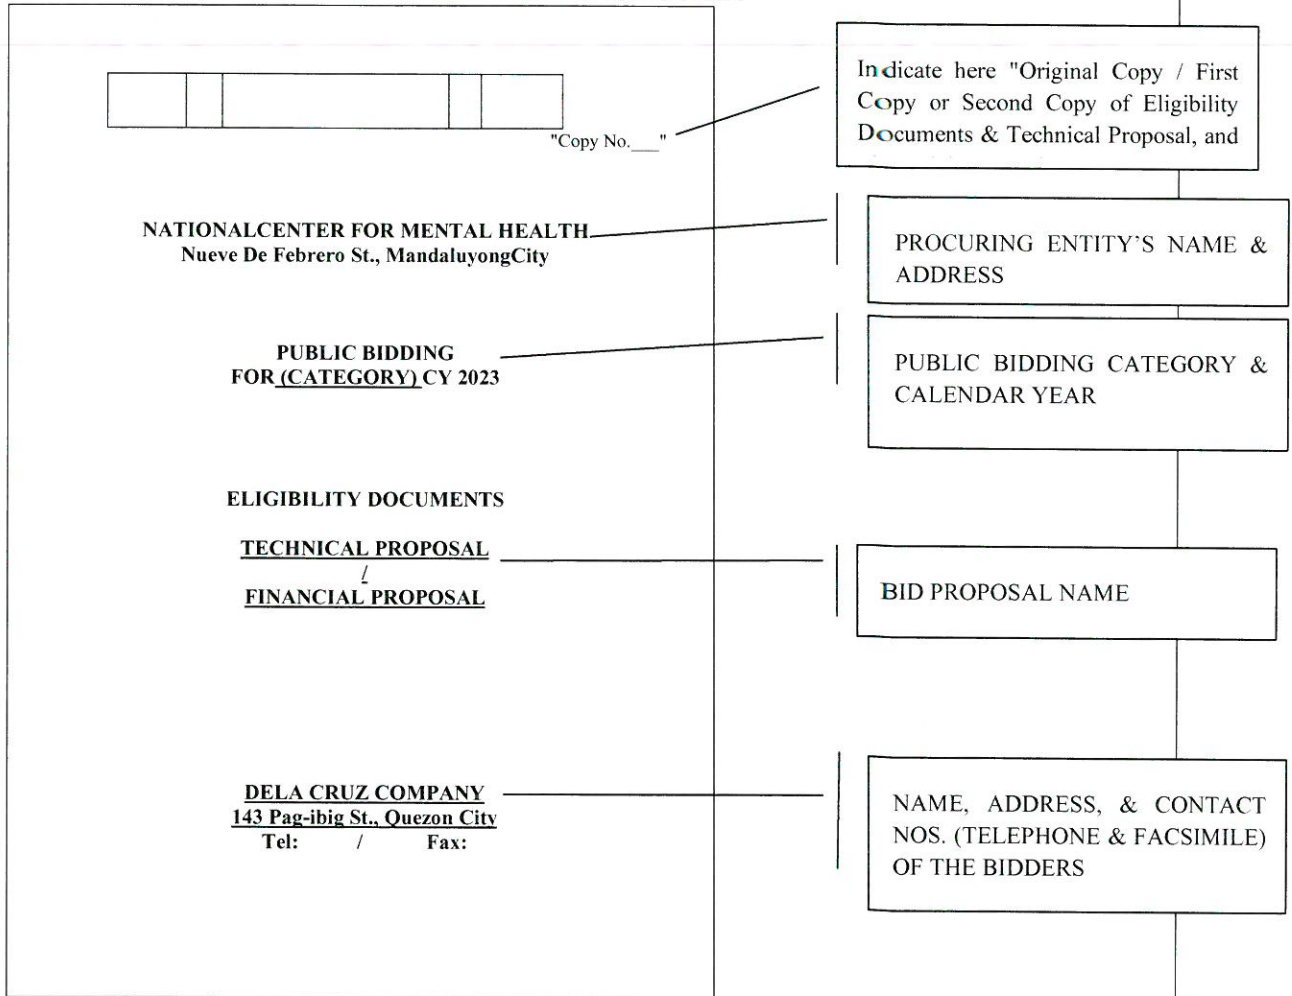 "Copy No.___"
Indicate here "Original Copy / First
Copy or Second Copy of Eligibility
Documents & Technical Proposal, and
NATIONALCENTER FOR MENTAL HEALTH
Nueve De Febrero St., MandaluyongCity
PROCURING ENTITY'S NAME &
ADDRESS
PUBLIC BIDDING
FOR (CATEGORY) CY 2023
PUBLIC BIDDING CATEGORY &
CALENDAR YEAR
ELIGIBILITY DOCUMENTS
TECHNICAL PROPOSAL
/
FINANCIAL PROPOSAL
BID PROPOSAL NAME
DELA CRUZ COMPANY
143 Pag-ibig St., Quezon City
Tel: / Fax:
NAME, ADDRESS, & CONTACT
NOS. (TELEPHONE & FACSIMILE)
OF THE BIDDERS